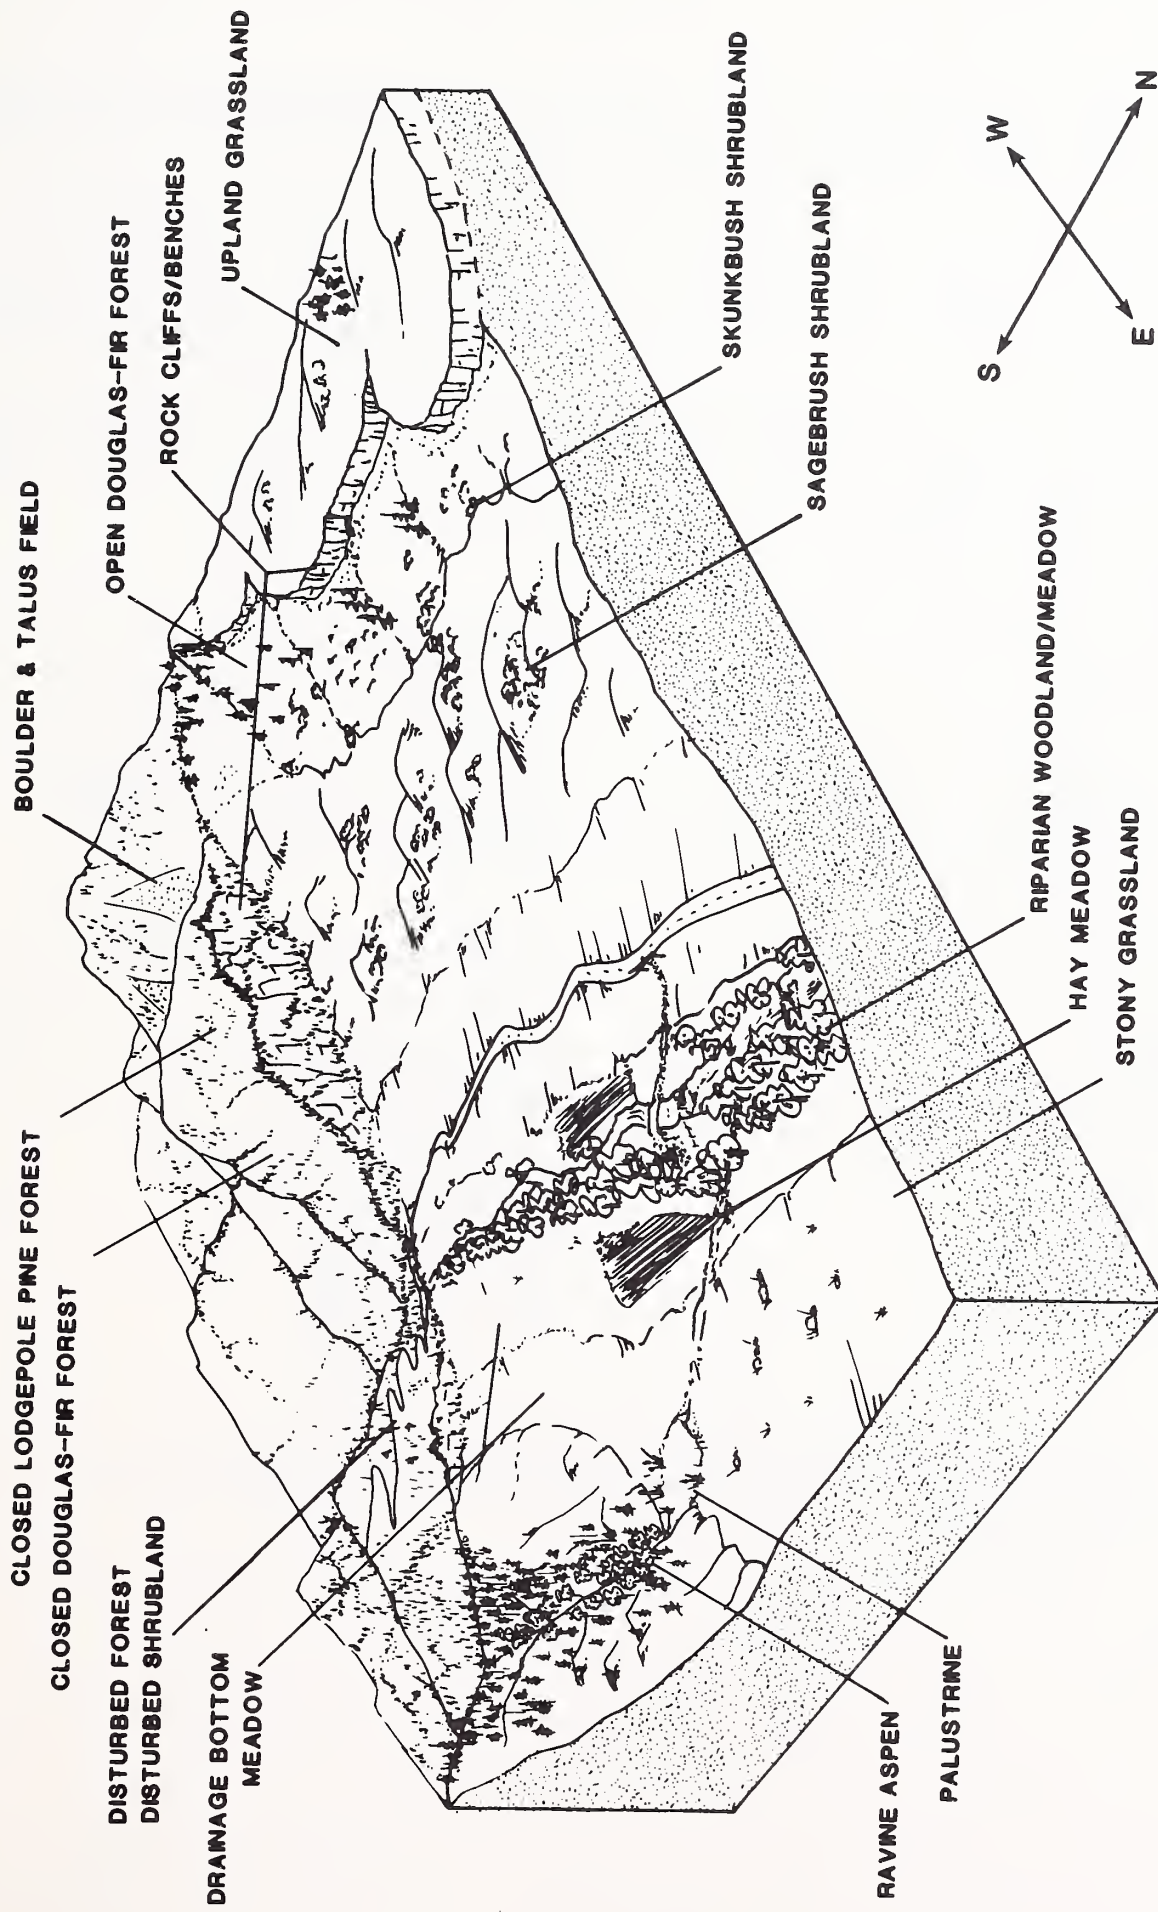 CLOSED LODGEPOLE PINE FOREST
CLOSED DOUGLAS-FIR FOREST
BOULDER & TALUS FIELD
OPEN DOUGLAS-FIR FOREST
ROCK CLIFFS/BENCHES
UPLAND GRASSLAND
DISTURBED FOREST
DISTURBED SHRUBLAND
DRAINAGE BOTTOM
MEADOW
SKUNKBUSH SHRUBLAND
SAGEBRUSH SHRUBLAND
RIPARIAN WOODLAND/MEADOW
HAY MEADOW
STONY GRASSLAND
RAVINE ASPEN
PALUSTRINE
S
W
E
N